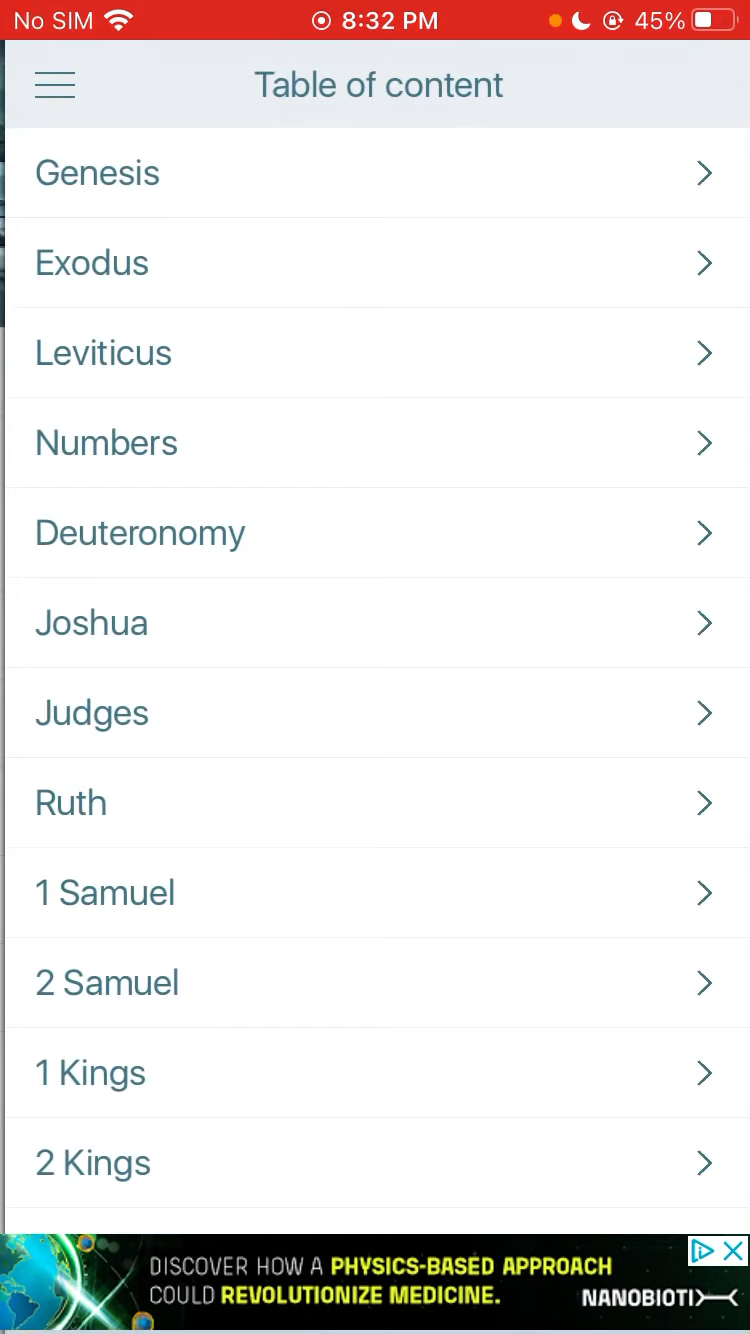 No SIM 8:32 PM 45%
Table of content
Genesis
Exodus
Leviticus
Numbers
Deuteronomy
Joshua
Judges
Ruth
1 Samuel
2 Samuel
1 Kings
2 Kings
DISCOVER HOW A PHYSICS-BASED APPROACH
COULD REVOLUTIONIZE MEDICINE.
NANOBIOTIX